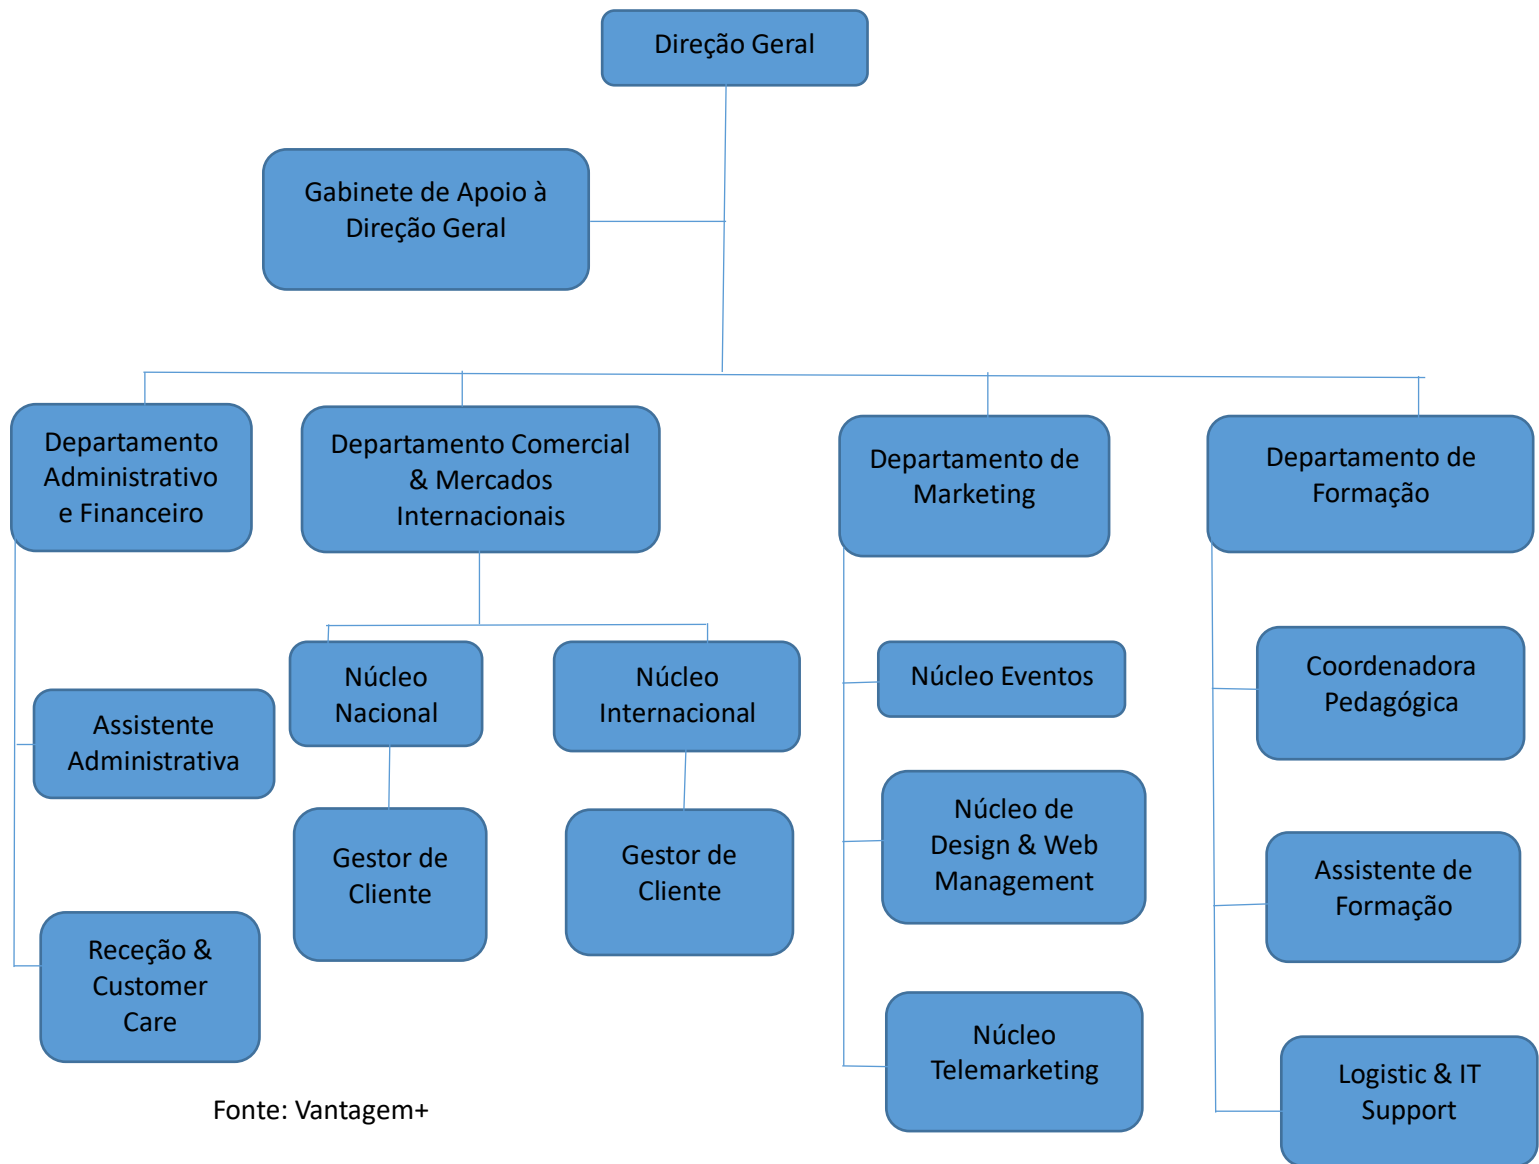 Direção Geral
Gabinete de Apoio à
Direção Geral
Departamento
Administrativo
e Financeiro
Departamento Comercial
& Mercados
Internacionais
Departamento de
Marketing
Departamento de
Formação
Assistente
Administrativa
Receção &
Customer
Care
Núcleo
Nacional
Gestor de
Cliente
Núcleo
Internacional
Gestor de
Cliente
Núcleo Eventos
Núcleo de
Design & Web
Management
Núcleo
Telemarketing
Coordenadora
Pedagógica
Assistente de
Formação
Logistic & IT
Support
Fonte: Vantagem+